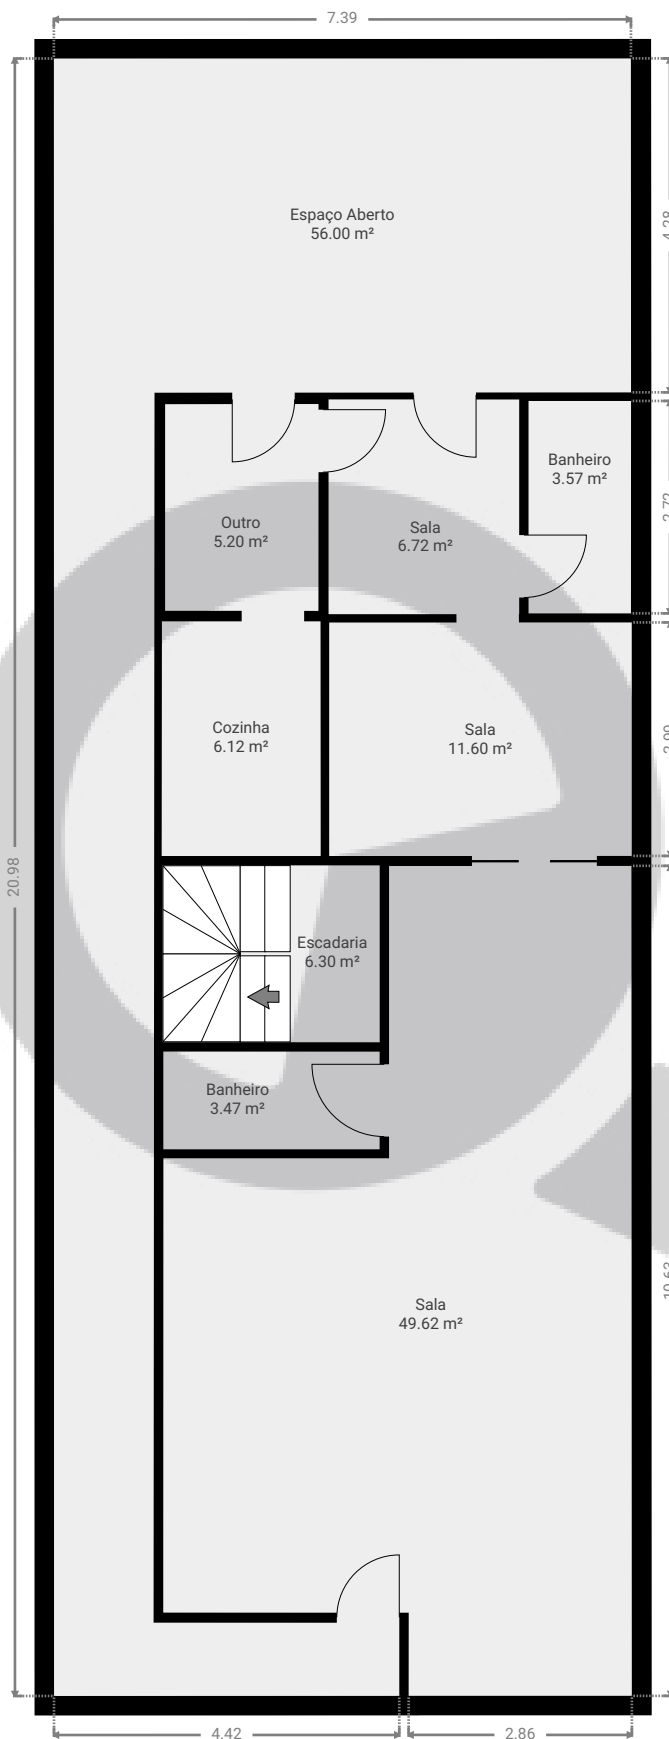 7.39
Espaço Aberto
56.00 m²
4.28
Banheiro
3.57 m²
Outro
5.20 m²
Sala
6.72 m²
Cozinha
6.12 m²
Sala
11.60 m²
20.98
Escadaria
6.30 m²
Banheiro
3.47 m²
Sala
49.62 m²
4.42
2.86